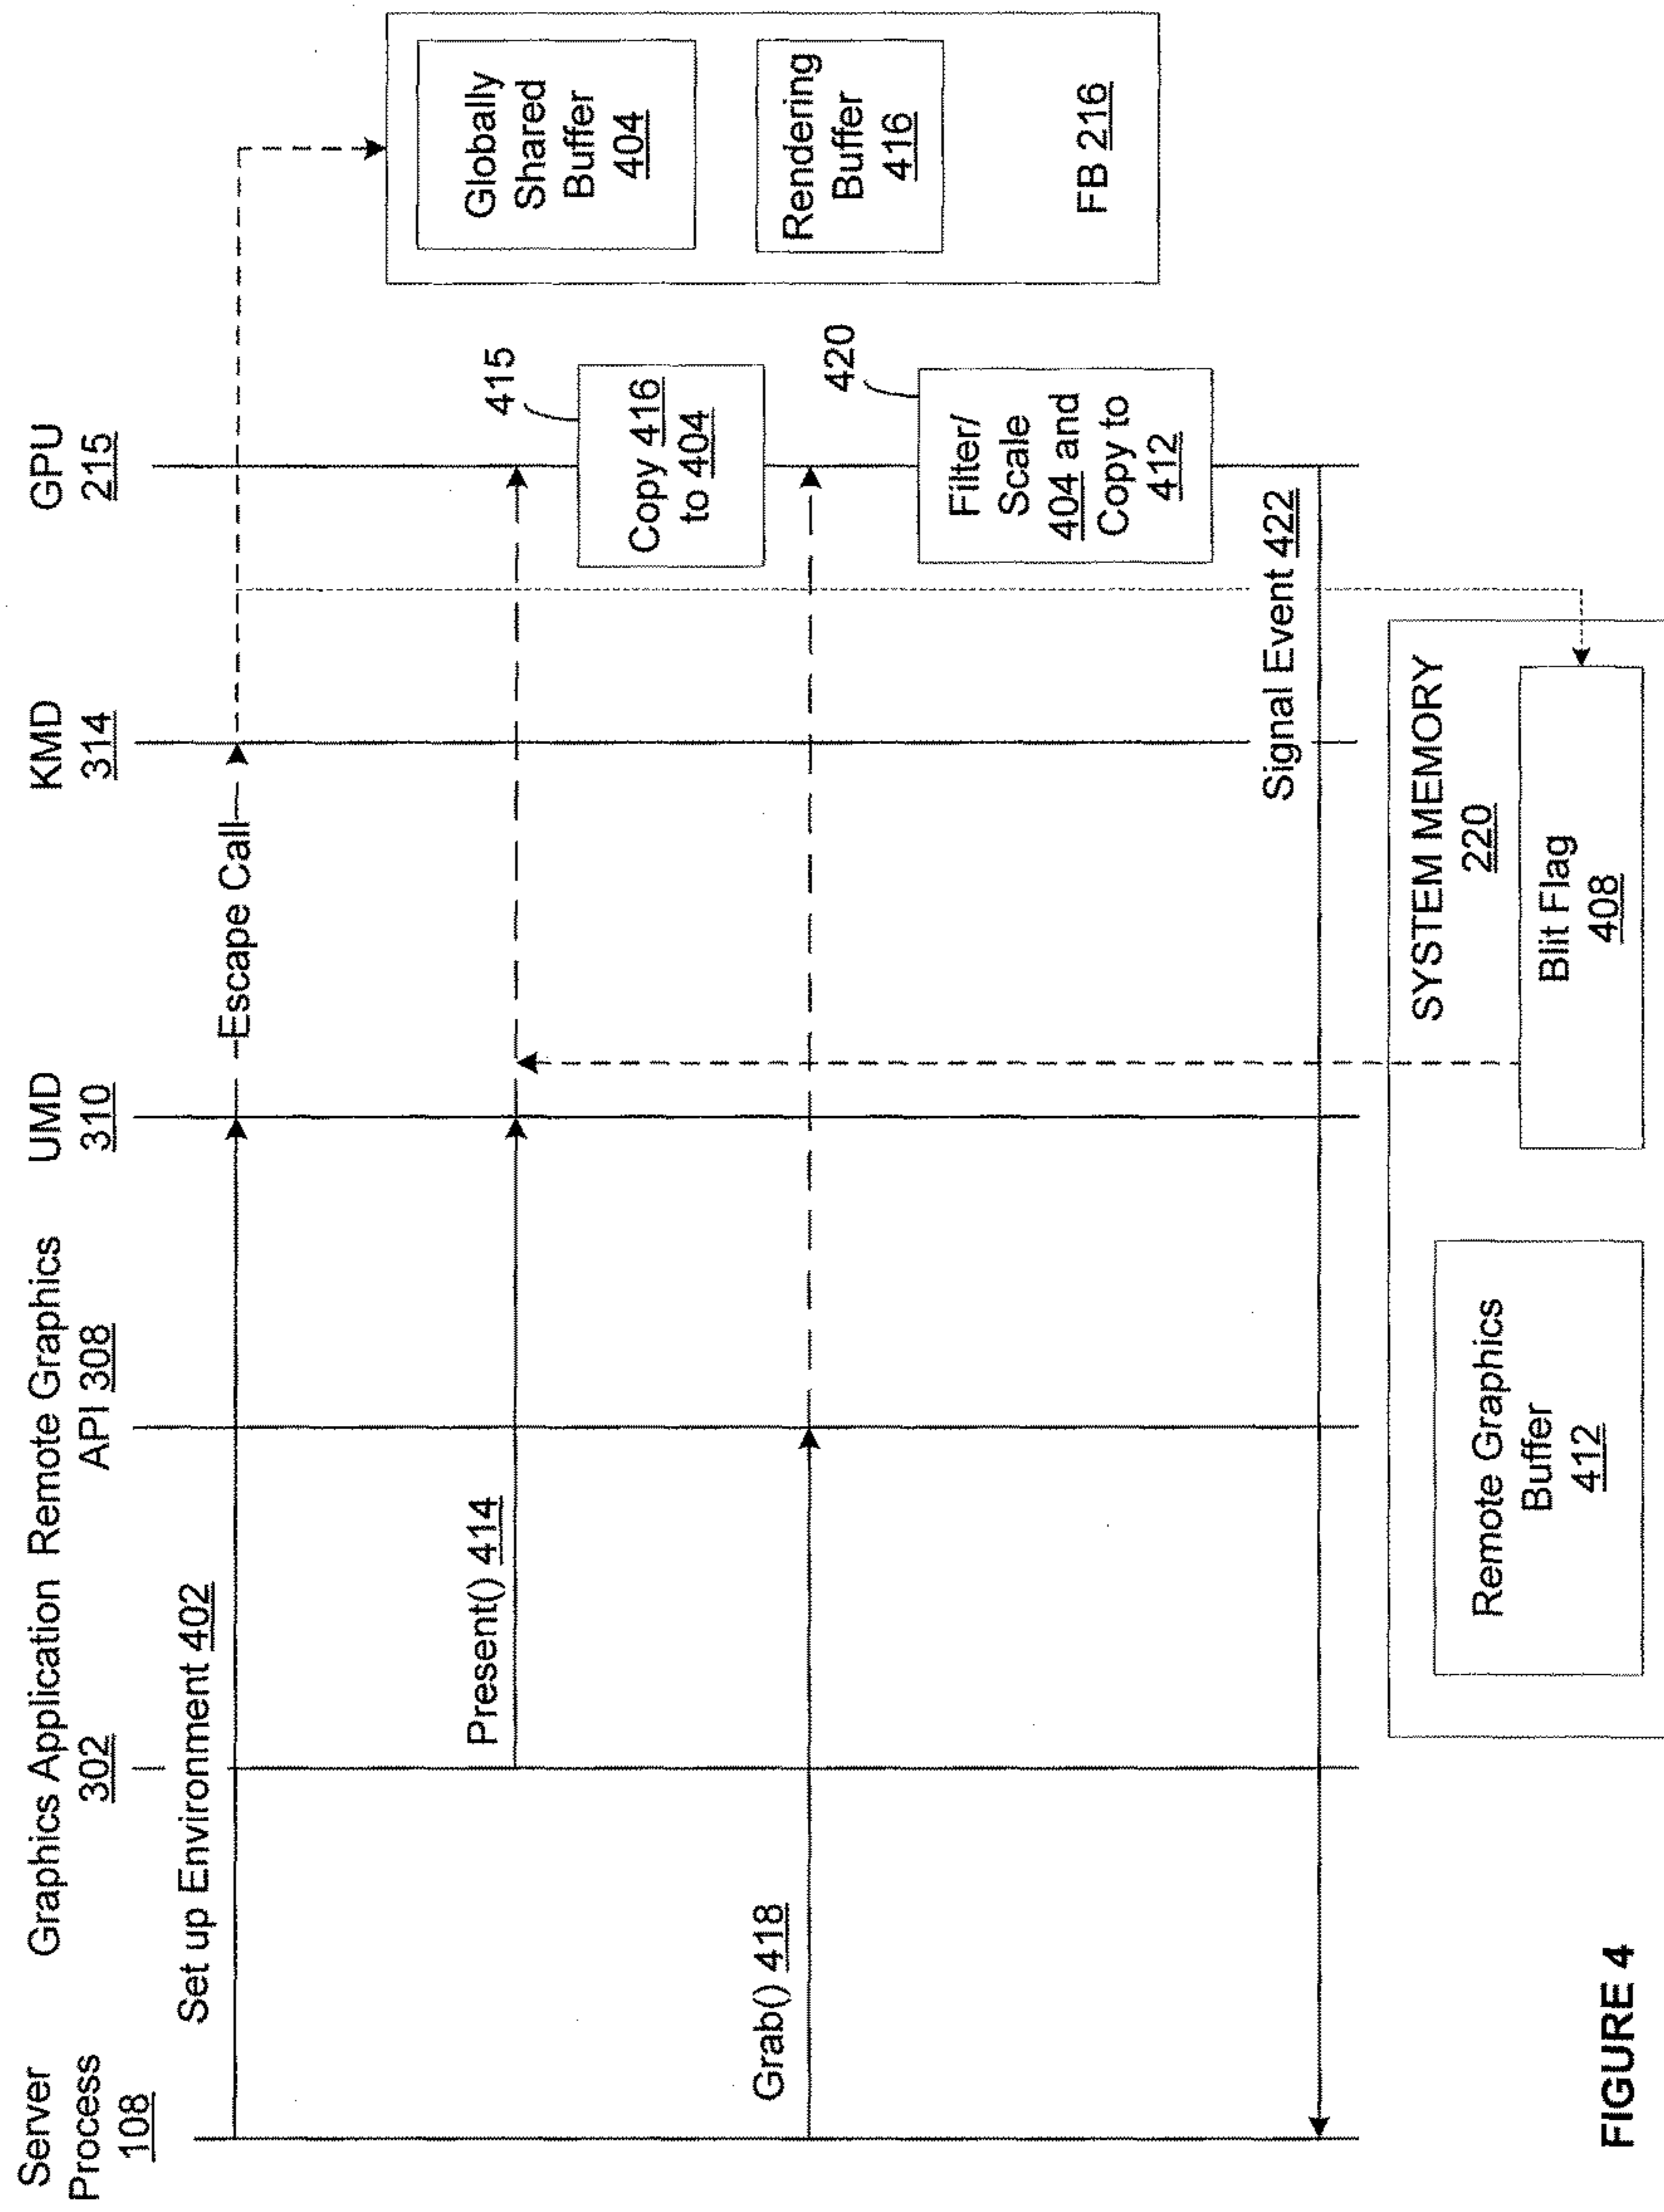 Server
Process
108
Graphics Application
302
Remote Graphics
API 308
UMD
310
KMD
314
GPU
215
Set up Environment 402
Escape Call
Present() 414
415
Copy 416
to 404
Grab() 418
420
Filter/
Scale
404 and
Copy to
412
Signal Event 422
Globally
Shared
Buffer
404
Rendering
Buffer
416
FB 216
SYSTEM MEMORY
220
Remote Graphics
Buffer
412
Blit Flag
408
FIGURE 4